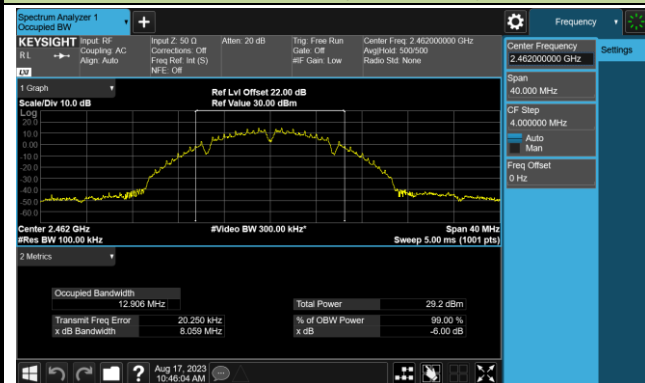 Spectrum Analyzer 1
Occupied BW
+
Frequency
KEYSIGHT
RL
LXI
Input: RF
Coupling: AC
Align: Auto
Input Z: 50 Ω
Corrections: Off
Freq Ref: Int (S)
NFE: Off
Atten: 20 dB
Trig: Free Run
Gate: Off
#IF Gain: Low
Center Freq: 2.462000000 GHz
Avg|Hold: 500/500
Radio Std: None
Center Frequency
2.462000000 GHz
Settings
Span
40.000 MHz
CF Step
4.000000 MHz
Auto
Man
Freq Offset
0 Hz
1 Graph
Scale/Div 10.0 dB
Ref Lvl Offset 22.00 dB
Ref Value 30.00 dBm
Log
20.0
10.0
0.00
-10.0
-20.0
-30.0
-40.0
-50.0
-60.0
Center 2.462 GHz
#Res BW 100.00 kHz
#Video BW 300.00 kHz*
Span 40 MHz
Sweep 5.00 ms (1001 pts)
2 Metrics
Occupied Bandwidth
12.906 MHz
Transmit Freq Error 20.250 kHz
x dB Bandwidth 8.059 MHz
Total Power 29.2 dBm
% of OBW Power 99.00 %
x dB -6.00 dB
?
Aug 17, 2023
10:46:04 AM